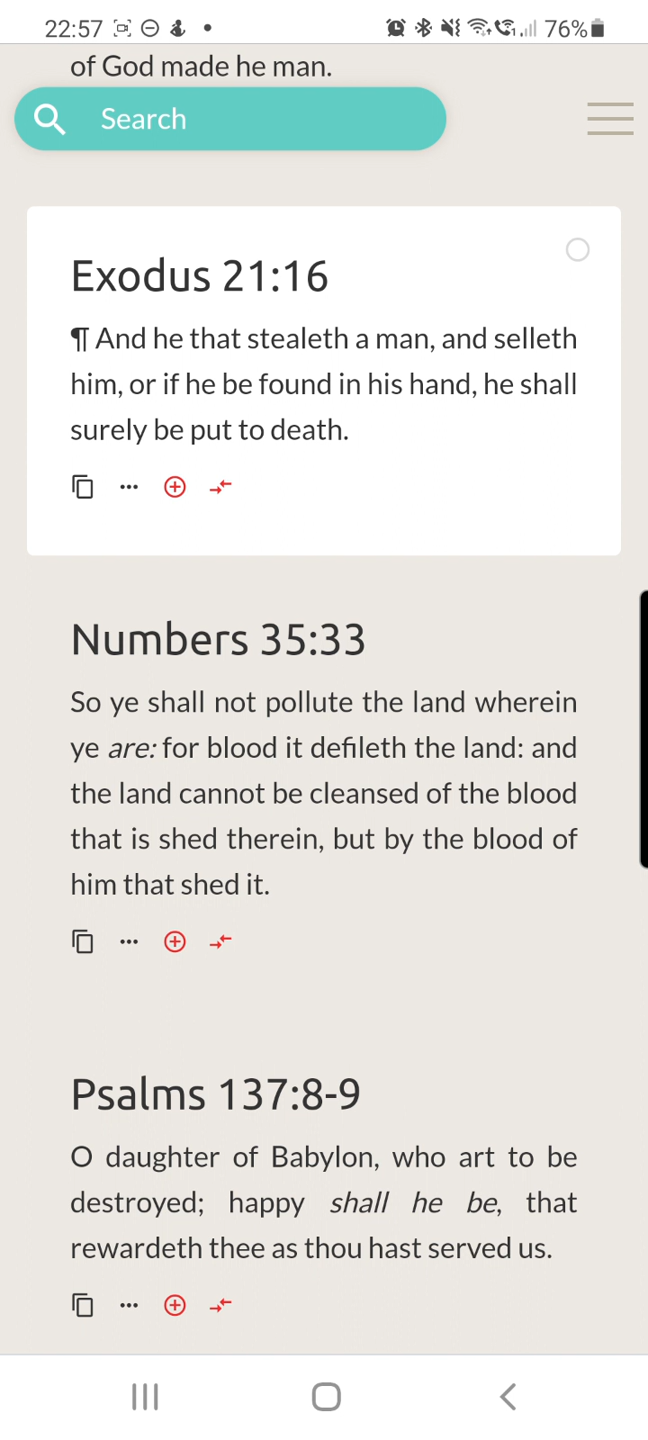 22:57 76%
of God made he man.
Search
Exodus 21:16
¶ And he that stealeth a man, and selleth
him, or if he be found in his hand, he shall
surely be put to death.
Numbers 35:33
So ye shall not pollute the land wherein
ye are: for blood it defileth the land: and
the land cannot be cleansed of the blood
that is shed therein, but by the blood of
him that shed it.
Psalms 137:8-9
O daughter of Babylon, who art to be
destroyed; happy shall he be, that
rewardeth thee as thou hast served us.